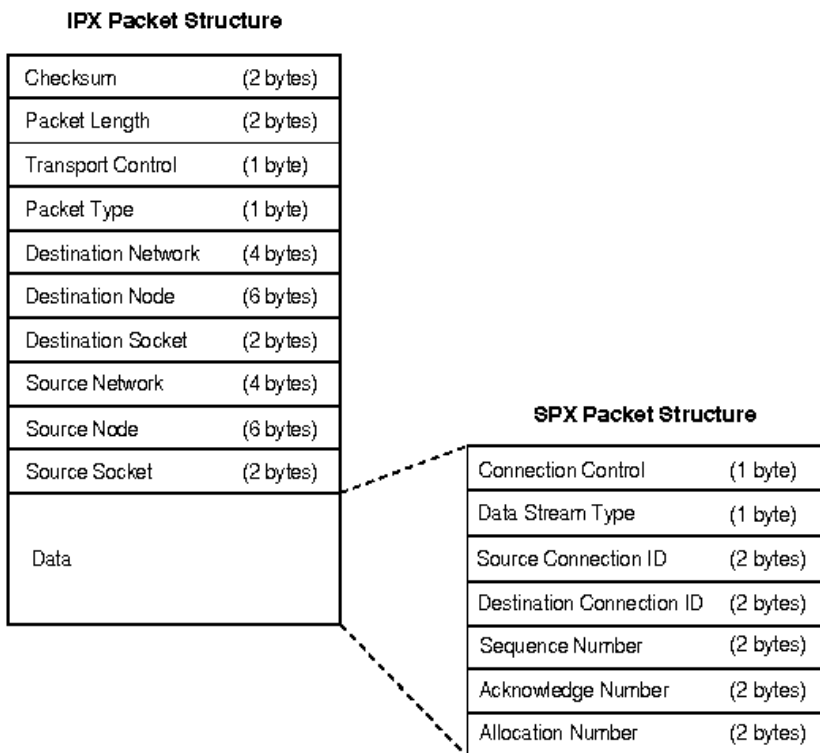 IPX Packet Structure
Checksum (2 bytes)
Packet Length (2 bytes)
Transport Control (1 byte)
Packet Type (1 byte)
Destination Network (4 bytes)
Destination Node (6 bytes)
Destination Socket (2 bytes)
Source Network (4 bytes)
Source Node (6 bytes)
Source Socket (2 bytes)
Data
SPX Packet Structure
Connection Control (1 byte)
Data Stream Type (1 byte)
Source Connection ID (2 bytes)
Destination Connection ID (2 bytes)
Sequence Number (2 bytes)
Acknowledge Number (2 bytes)
Allocation Number (2 bytes)